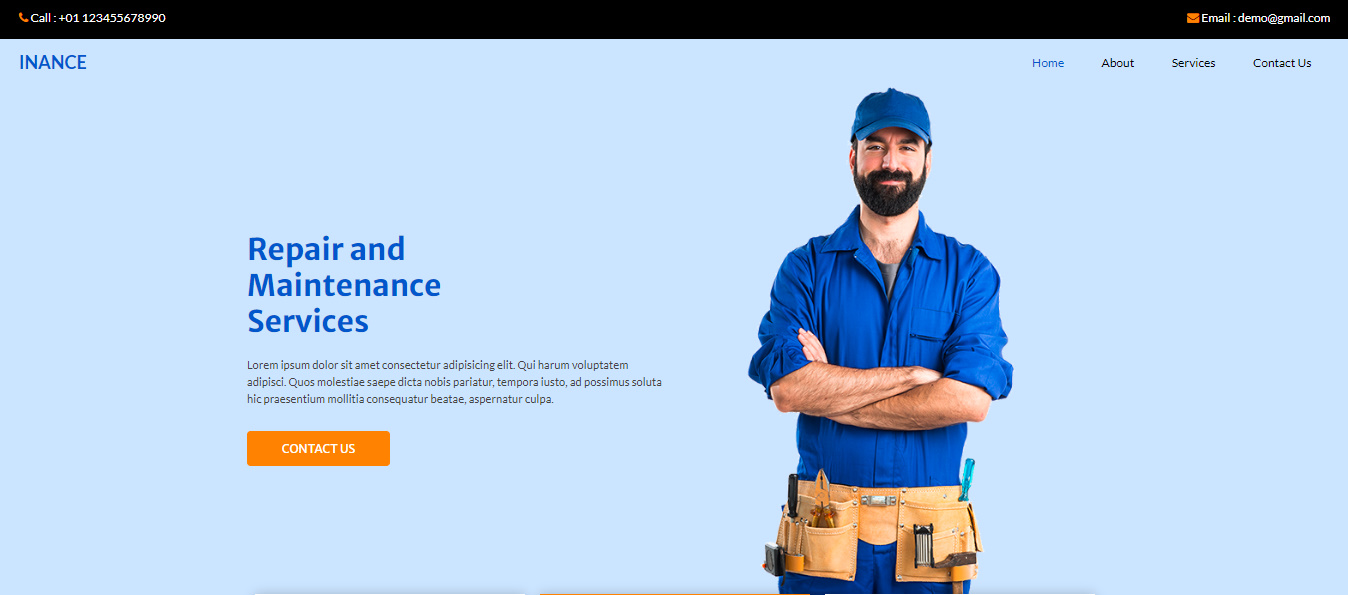 Call : +01 123455678990
Email : demo@gmail.com
INANCE
Home
About
Services
Contact Us
Repair and
Maintenance
Services
Lorem ipsum dolor sit amet consectetur adipisicing elit. Qui harum voluptatem
adipisci. Quos molestiae saepe dicta nobis pariatur, tempora iusto, ad possimus soluta
hic praesentium mollitia consequatur beatae, aspernatur culpa.
CONTACT US